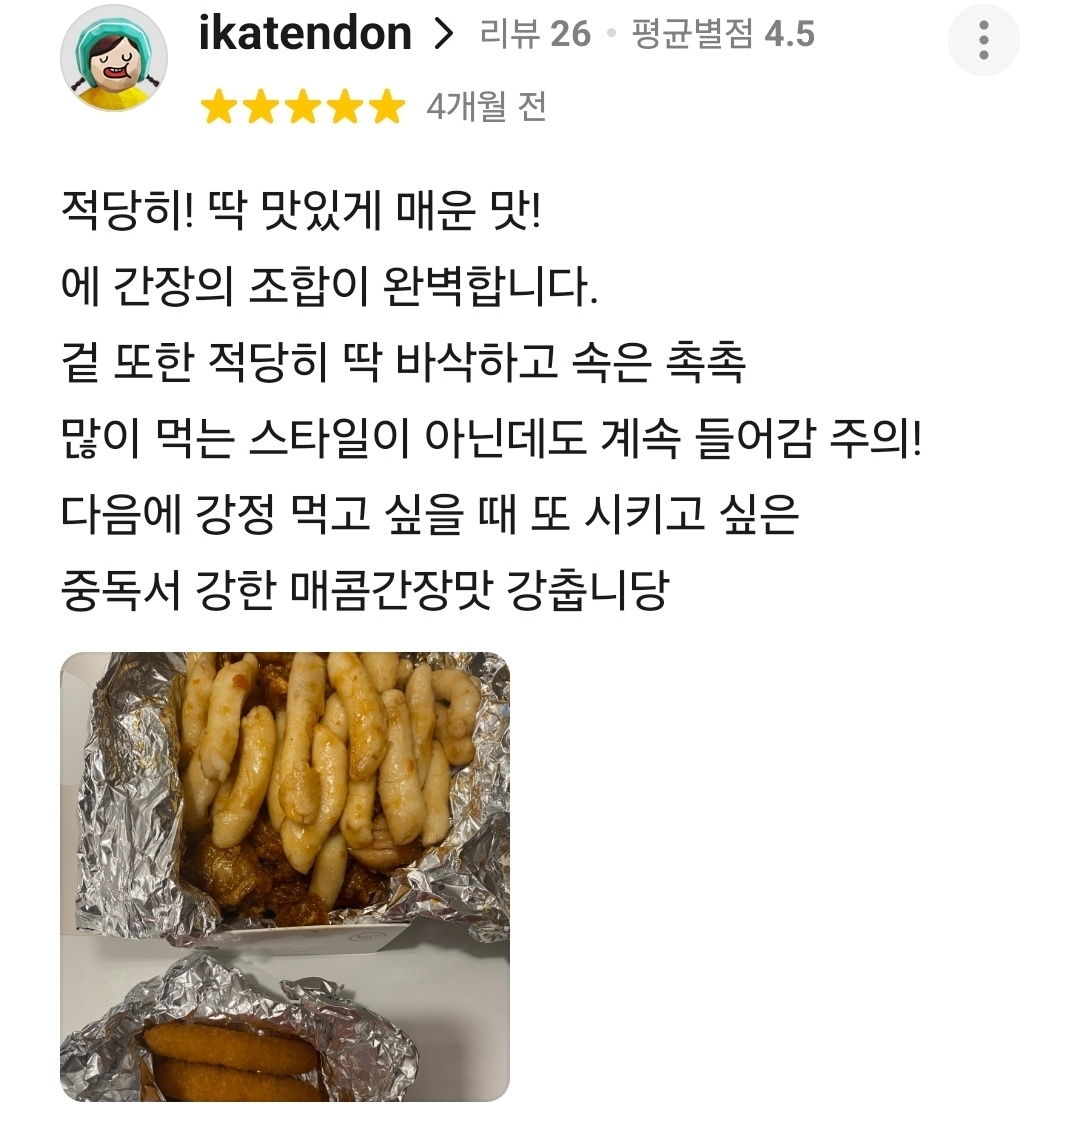 ikatendon > 리뷰 26 • 평균별점 4.5
4개월 전
적당히! 딱 맛있게 매운 맛!
에 간장의 조합이 완벽합니다.
겉 또한 적당히 딱 바삭하고 속은 촉촉
많이 먹는 스타일이 아닌데도 계속 들어감 주의!
다음에 강정 먹고 싶을 때 또 시키고 싶은
중독서 강한 매콤간장맛 강춥니당